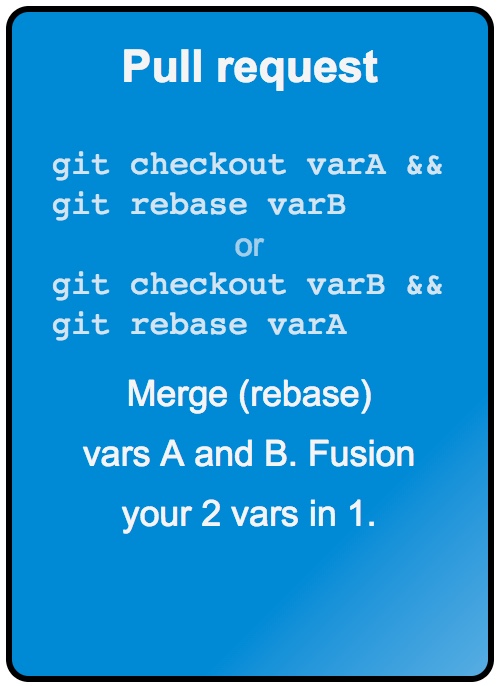 Pull request
git checkout varA &&
git rebase varB
or
git checkout varB &&
git rebase varA
Merge (rebase)
vars A and B. Fusion
your 2 vars in 1.